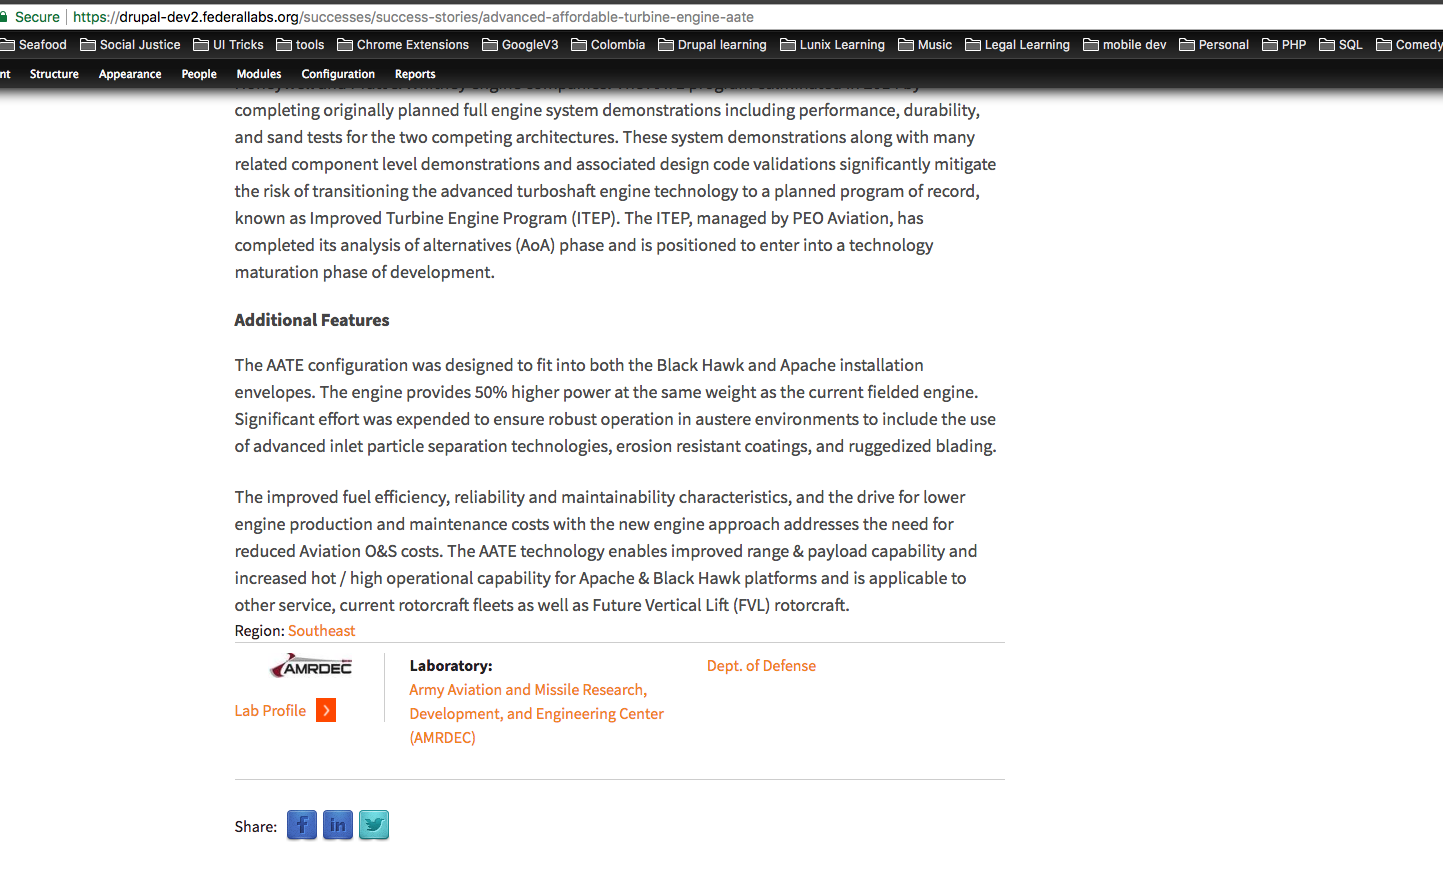 Secure https://drupal-dev2.federallabs.org/successes/success-stories/advanced-affordable-turbine-engine-aate
Seafood Social Justice UI Tricks tools Chrome Extensions GoogleV3 Colombia Drupal learning Lunix Learning Music Legal Learning mobile dev Personal PHP SQL Comedy
nt Structure Appearance People Modules Configuration Reports
completing originally planned full engine system demonstrations including performance, durability,
and sand tests for the two competing architectures. These system demonstrations along with many
related component level demonstrations and associated design code validations significantly mitigate
the risk of transitioning the advanced turboshaft engine technology to a planned program of record,
known as Improved Turbine Engine Program (ITEP). The ITEP, managed by PEO Aviation, has
completed its analysis of alternatives (AoA) phase and is positioned to enter into a technology
maturation phase of development.
Additional Features
The AATE configuration was designed to fit into both the Black Hawk and Apache installation
envelopes. The engine provides 50% higher power at the same weight as the current fielded engine.
Significant effort was expended to ensure robust operation in austere environments to include the use
of advanced inlet particle separation technologies, erosion resistant coatings, and ruggedized blading.
The improved fuel efficiency, reliability and maintainability characteristics, and the drive for lower
engine production and maintenance costs with the new engine approach addresses the need for
reduced Aviation O&S costs. The AATE technology enables improved range & payload capability and
increased hot / high operational capability for Apache & Black Hawk platforms and is applicable to
other service, current rotorcraft fleets as well as Future Vertical Lift (FVL) rotorcraft.
Region: Southeast
AMRDEC
Lab Profile
Laboratory:
Army Aviation and Missile Research,
Development, and Engineering Center
(AMRDEC)
Dept. of Defense
Share: f in